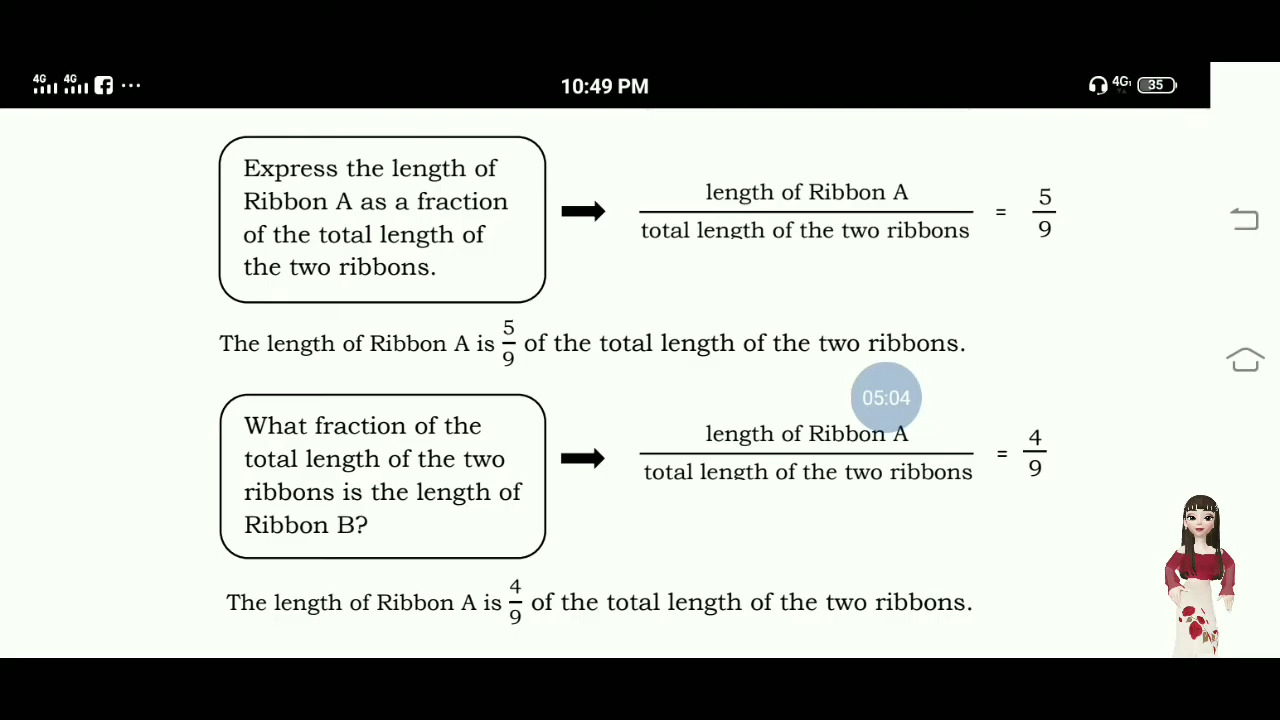 4G 4G ...
10:49 PM
4G 35
Express the length of
Ribbon A as a fraction
of the total length of
the two ribbons.
length of Ribbon A
total length of the two ribbons
= 5/9
The length of Ribbon A is 5/9 of the total length of the two ribbons.
05:04
What fraction of the
total length of the two
ribbons is the length of
Ribbon B?
length of Ribbon A
total length of the two ribbons
= 4/9
The length of Ribbon A is 4/9 of the total length of the two ribbons.